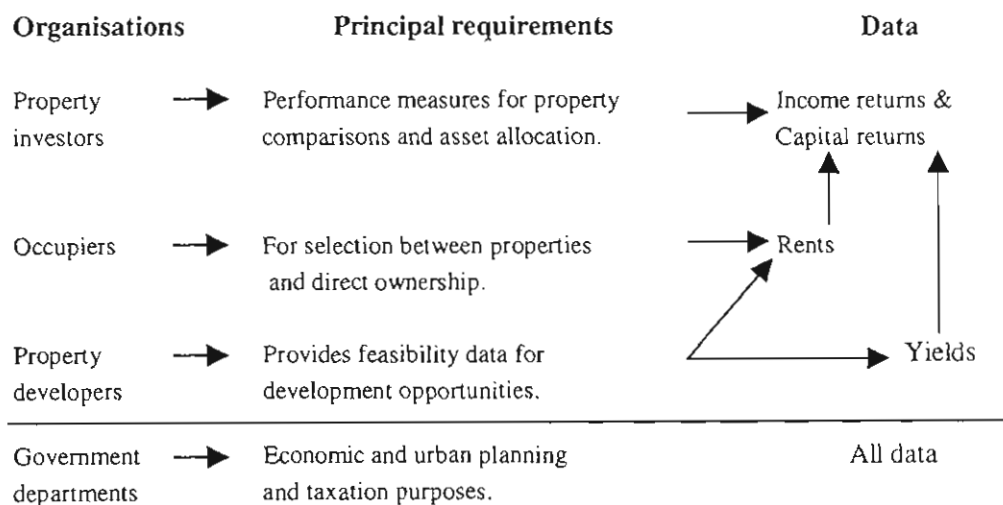 Organisations Principal requirements Data
Property Performance measures for property Income returns &
investors comparisons and asset allocation. Capital returns
Occupiers For selection between properties Rents
and direct ownership.
Property Provides feasibility data for Yields
developers development opportunities.
Government Economic and urban planning All data
departments and taxation purposes.